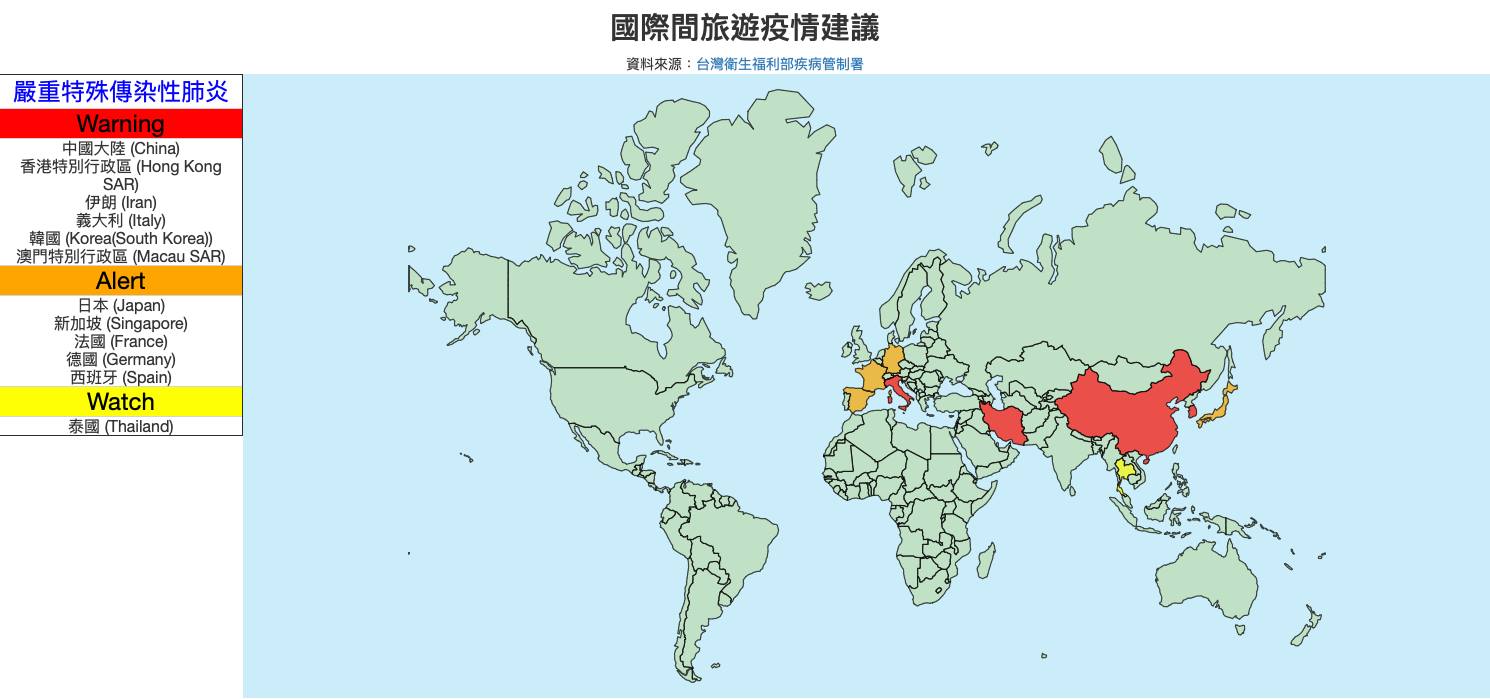 國際間旅遊疫情建議
資料來源：台灣衛生福利部疾病管制署
嚴重特殊傳染性肺炎
Warning
中國大陸 (China)
香港特別行政區 (Hong Kong
SAR)
伊朗 (Iran)
義大利 (Italy)
韓國 (Korea(South Korea))
澳門特別行政區 (Macau SAR)
Alert
日本 (Japan)
新加坡 (Singapore)
法國 (France)
德國 (Germany)
西班牙 (Spain)
Watch
泰國 (Thailand)